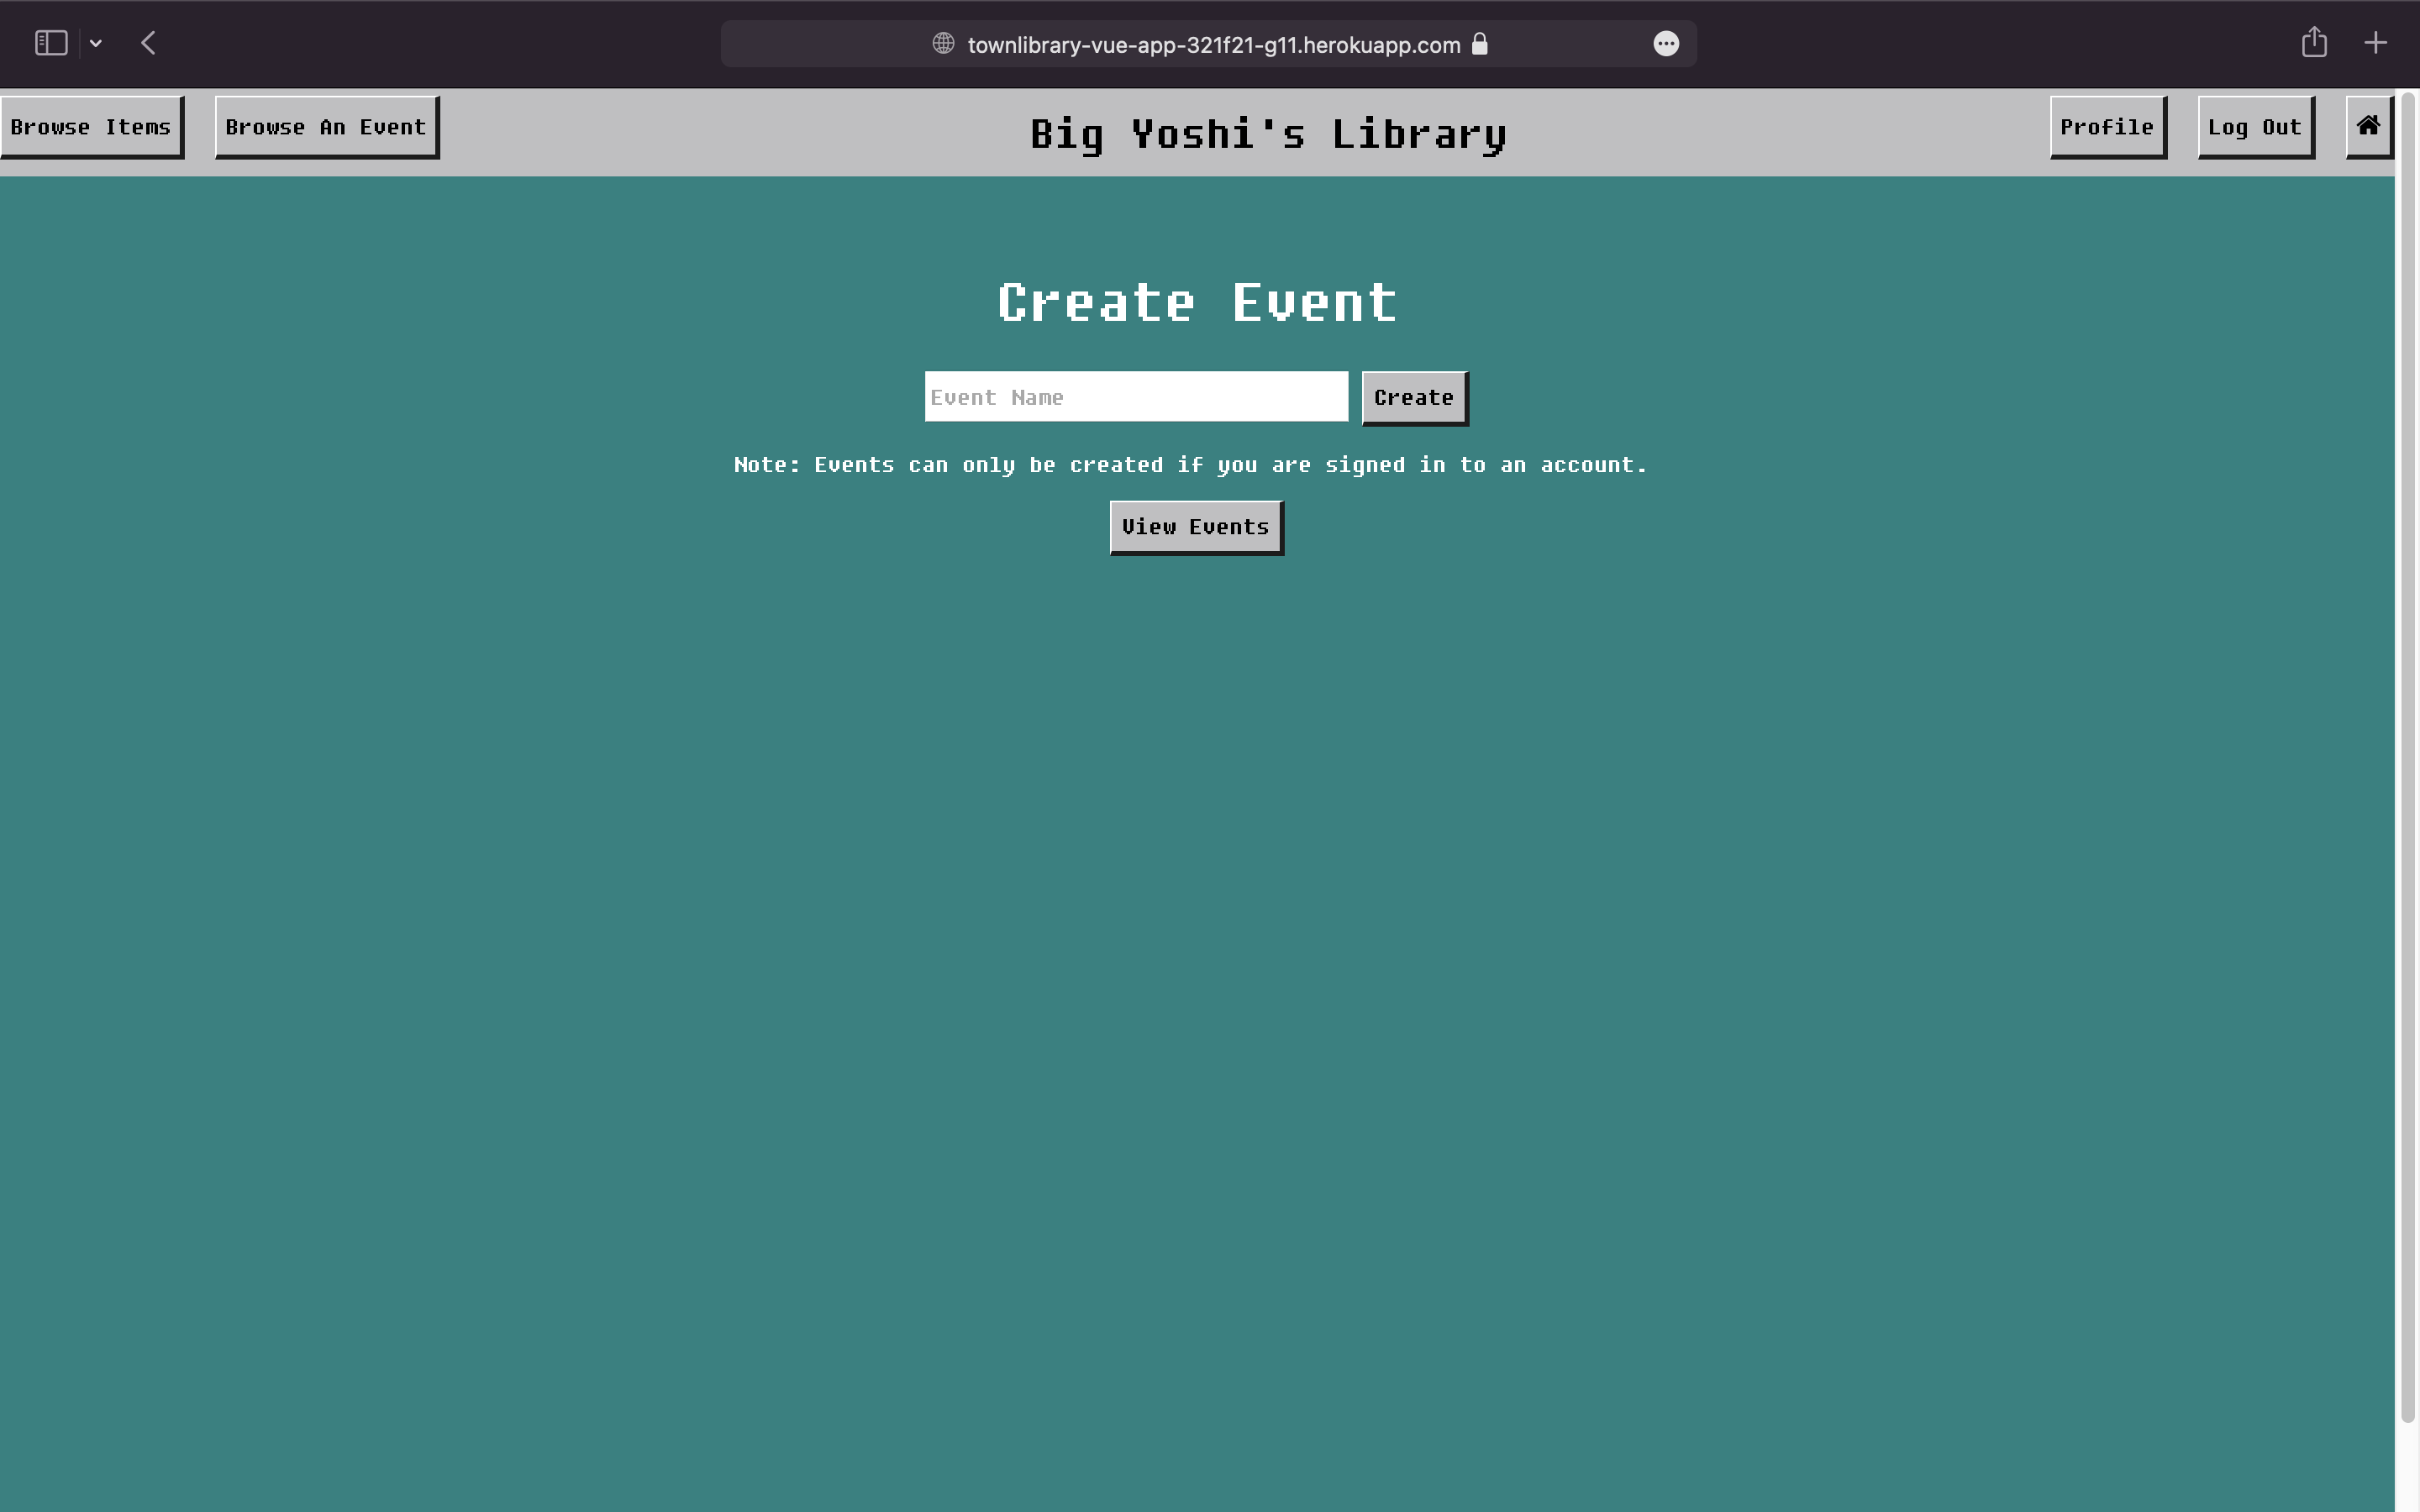 townlibrary-vue-app-321f21-g11.herokuapp.com
Browse Items
Browse An Event
Big Yoshi's Library
Profile
Log Out
Create Event
Event Name
Create
Note: Events can only be created if you are signed in to an account.
View Events